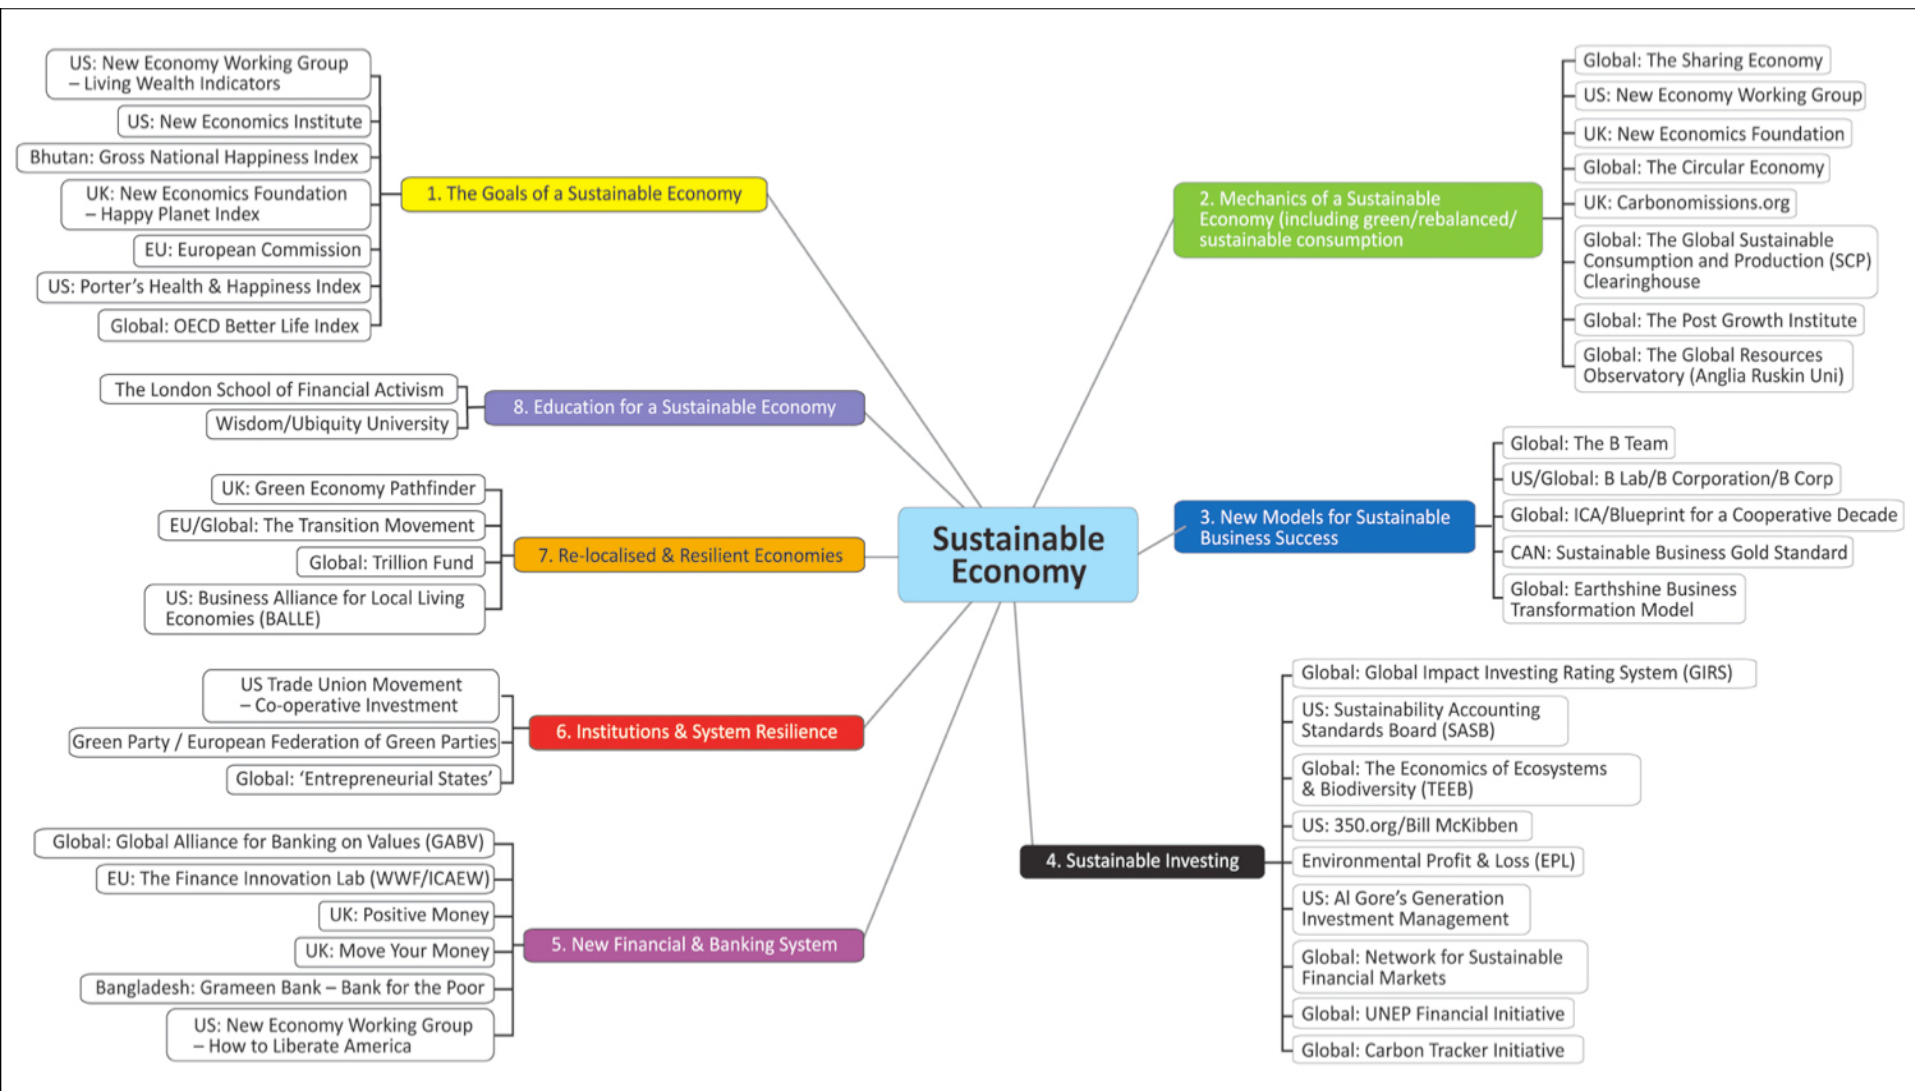 Sustainable
Economy
1. The Goals of a Sustainable Economy
US: New Economy Working Group
– Living Wealth Indicators
US: New Economics Institute
Bhutan: Gross National Happiness Index
UK: New Economics Foundation
– Happy Planet Index
EU: European Commission
US: Porter’s Health & Happiness Index
Global: OECD Better Life Index
2. Mechanics of a Sustainable
Economy (including green/rebalanced/
sustainable consumption
Global: The Sharing Economy
US: New Economy Working Group
UK: New Economics Foundation
Global: The Circular Economy
UK: Carbonomissions.org
Global: The Global Sustainable
Consumption and Production (SCP)
Clearinghouse
Global: The Post Growth Institute
Global: The Global Resources
Observatory (Anglia Ruskin Uni)
3. New Models for Sustainable
Business Success
Global: The B Team
US/Global: B Lab/B Corporation/B Corp
Global: ICA/Blueprint for a Cooperative Decade
CAN: Sustainable Business Gold Standard
Global: Earthshine Business
Transformation Model
4. Sustainable Investing
Global: Global Impact Investing Rating System (GIRS)
US: Sustainability Accounting
Standards Board (SASB)
Global: The Economics of Ecosystems
& Biodiversity (TEEB)
US: 350.org/Bill McKibben
Environmental Profit & Loss (EPL)
US: Al Gore’s Generation
Investment Management
Global: Network for Sustainable
Financial Markets
Global: UNEP Financial Initiative
Global: Carbon Tracker Initiative
5. New Financial & Banking System
Global: Global Alliance for Banking on Values (GABV)
EU: The Finance Innovation Lab (WWF/ICAEW)
UK: Positive Money
UK: Move Your Money
Bangladesh: Grameen Bank – Bank for the Poor
US: New Economy Working Group
– How to Liberate America
6. Institutions & System Resilience
US Trade Union Movement
– Co-operative Investment
Green Party / European Federation of Green Parties
Global: ‘Entrepreneurial States’
7. Re-localised & Resilient Economies
UK: Green Economy Pathfinder
EU/Global: The Transition Movement
Global: Trillion Fund
US: Business Alliance for Local Living
Economies (BALLE)
8. Education for a Sustainable Economy
The London School of Financial Activism
Wisdom/Ubiquity University